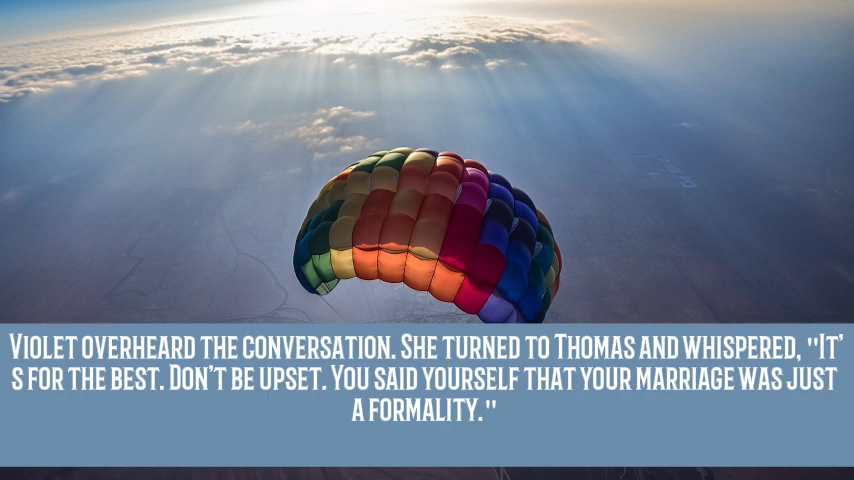 Violet overheard the conversation. She turned to Thomas and whispered, "It'
s for the best. Don't be upset. You said yourself that your marriage was just
a formality."